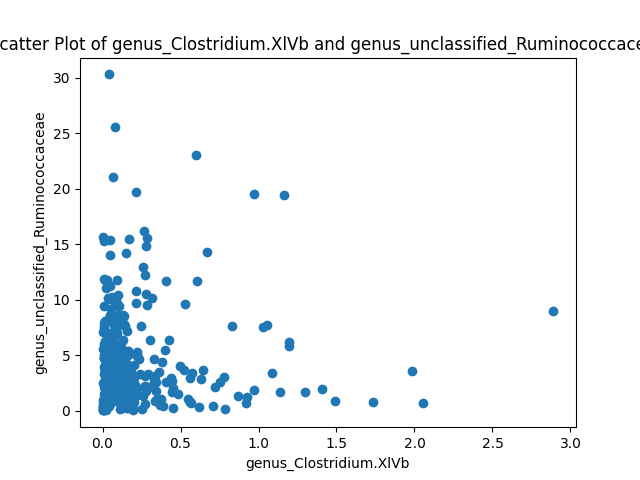 catter Plot of genus_Clostridium.XlVb and genus_unclassified_Ruminococcace
30
25
20
15
10
5
0
genus_unclassified_Ruminococcaceae
0.0 0.5 1.0 1.5 2.0 2.5 3.0
genus_Clostridium.XlVb